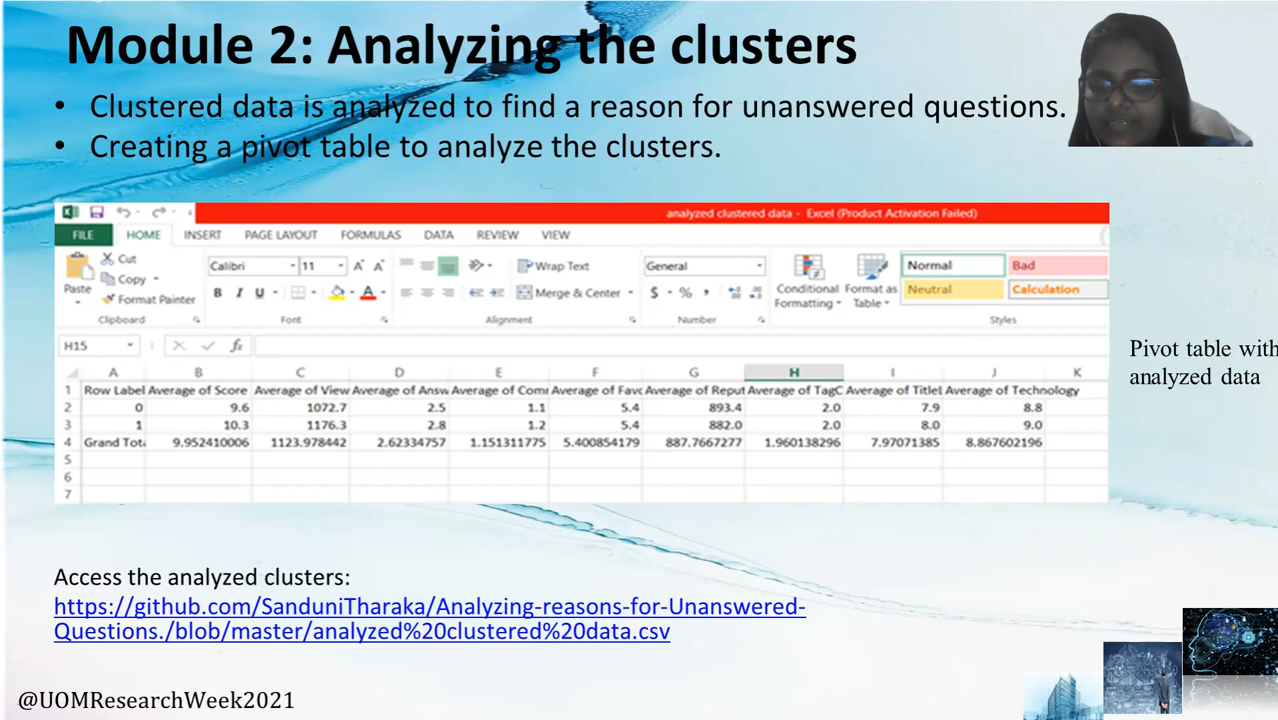 Module 2: Analyzing the clusters
• Clustered data is analyzed to find a reason for unanswered questions.
• Creating a pivot table to analyze the clusters.
analyzed clustered data - Excel (Product Activation Failed)
FILE HOME INSERT PAGE LAYOUT FORMULAS DATA REVIEW VIEW
Cut
Copy
Format Painter
Paste
Clipboard
Calibri 11
B I U A
Font
Wrap Text
Merge & Center
Alignment
General
$ % ,
Number
Conditional Formatting
Format as Table
Normal Bad
Neutral Calculation
Styles
H15 fx
A B C D E F G H I J K
1 Row Label Average of Score Average of View Average of Answ Average of Com Average of Favo Average of Reput Average of TagC Average of Titlel Average of Technology
2 0 9.6 1072.7 2.5 1.1 5.4 893.4 2.0 7.9 8.8
3 1 10.3 1176.3 2.8 1.2 5.4 882.0 2.0 8.0 9.0
4 Grand Tota 9.952410006 1123.978442 2.62334757 1.151311775 5.400854179 887.7667277 1.960138296 7.97071385 8.867602196
5
6
7
Pivot table with
analyzed data
Access the analyzed clusters:
https://github.com/SanduniTharaka/Analyzing-reasons-for-Unanswered-
Questions./blob/master/analyzed%20clustered%20data.csv
@UOMResearchWeek2021